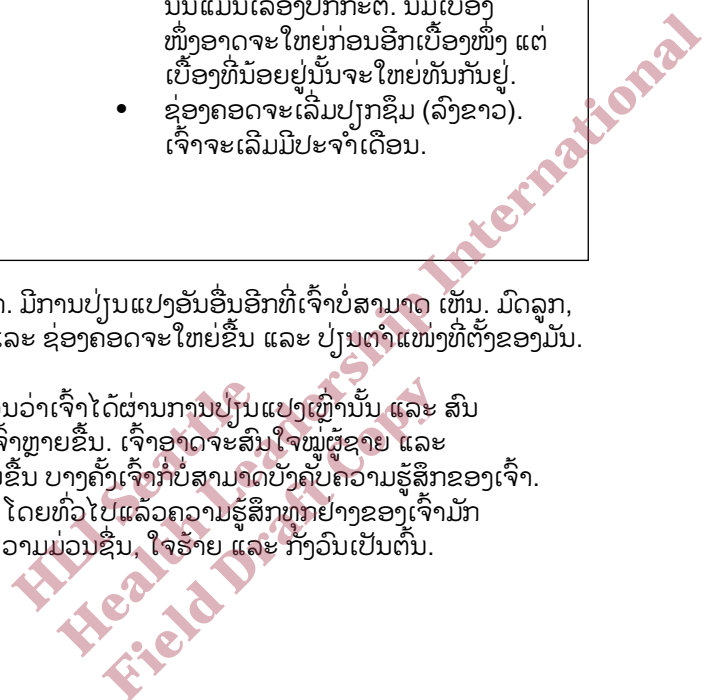 ນັ້ນແມ່ນເລື່ອງປົກກະຕິ. ນົມເບື້ອງ
ໜຶ່ງອາດຈະໃຫຍ່ກ່ອນອີກເບື້ອງໜຶ່ງ ແຕ່
ເບື້ອງທີ່ນ້ອຍຢູ່ນັ້ນຈະໃຫຍ່ທັນກັນຢູ່.
• ຊ່ອງຄອດຈະເລີ່ມປຽກຊຶມ (ລົງຂາວ).
ເຈົ້າຈະເລີມມີປະຈຳເດືອນ.
ມີການປ່ຽນແປງອັນອື່ນອີກທີ່ເຈົ້າບໍ່ສາມາດ ເຫັນ. ມົດລູກ,
ລະ ຊ່ອງຄອດຈະໃຫຍ່ຂຶ້ນ ແລະ ປ່ຽນຕຳແໜ່ງທີ່ຕັ້ງຂອງມັນ.
ນວ່າເຈົ້າໄດ້ຜ່ານການປ່ຽນແປງເຫຼົ່ານັ້ນ ແລະ ສົນ
ຈົ້າຫຼາຍຂຶ້ນ. ເຈົ້າອາດຈະສົນໃຈໝູ່ຜູ້ຊາຍ ແລະ
ຂຶ້ນ ບາງຄັ້ງເຈົ້າກໍ່ບໍ່ສາມາດບັງຄັບຄວາມຮູ້ສຶກຂອງເຈົ້າ.
ໂດຍທົ່ວໄປແລ້ວຄວາມຮູ້ສຶກທຸກຢ່າງຂອງເຈົ້າມັກ
ວາມມ່ວນຊື່ນ, ໃຈຮ້າຍ ແລະ ກັງວົນເປັນຕົ້ນ.
HLI Seattle
Health Leadership International
Field Draft Copy